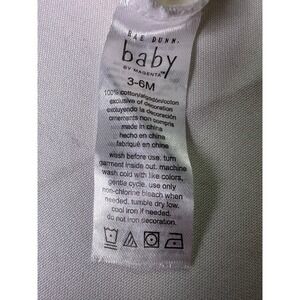 RAE DUNN.
baby
BY MAGENTA
3-6M
100% cotton/algodón/coton
exclusive of decoration
excluyendo la decoración
ornements non compris
made in china
hecho en china
fabriqué en chine
wash before use. turn
garment inside out. machine
wash cold with like colors,
gentle cycle. use only
non-chlorine bleach when
needed. tumble dry low.
cool iron if needed.
do not iron decoration.